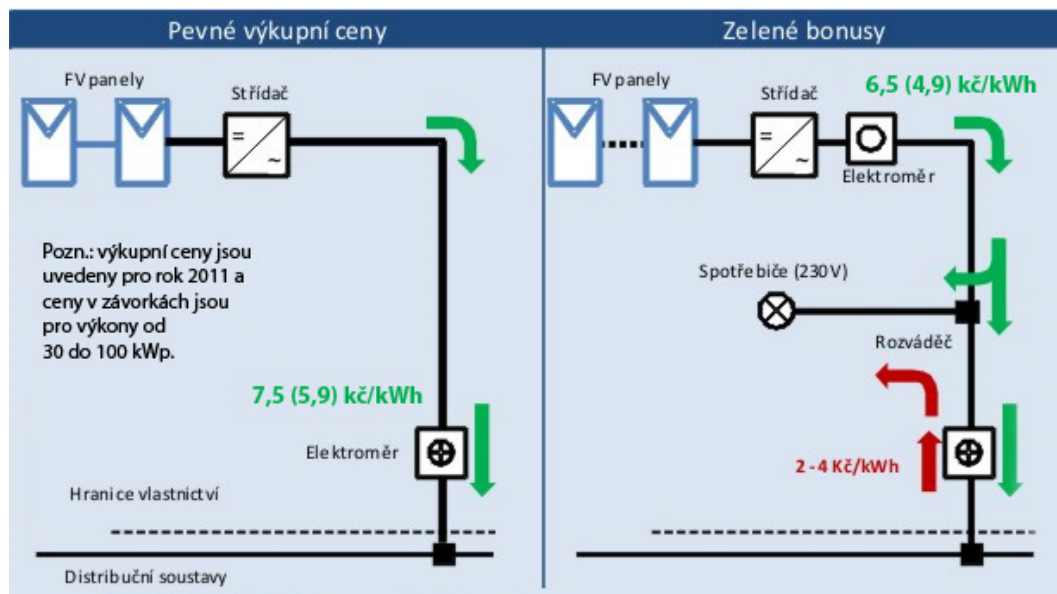 Pevné výkupní ceny
FV panely
Střídač
=
~
Pozn.: výkupní ceny jsou
uvedeny pro rok 2011 a
ceny v závorkách jsou
pro výkony od
30 do 100 kWp.
7,5 (5,9) kč/kWh
Elektroměr
Hranice vlastnictví
Distribuční soustavy
Zelené bonusy
FV panely
Střídač
6,5 (4,9) kč/kWh
=
~
Elektroměr
Spotřebiče (230V)
Rozváděč
2 - 4 Kč/kWh